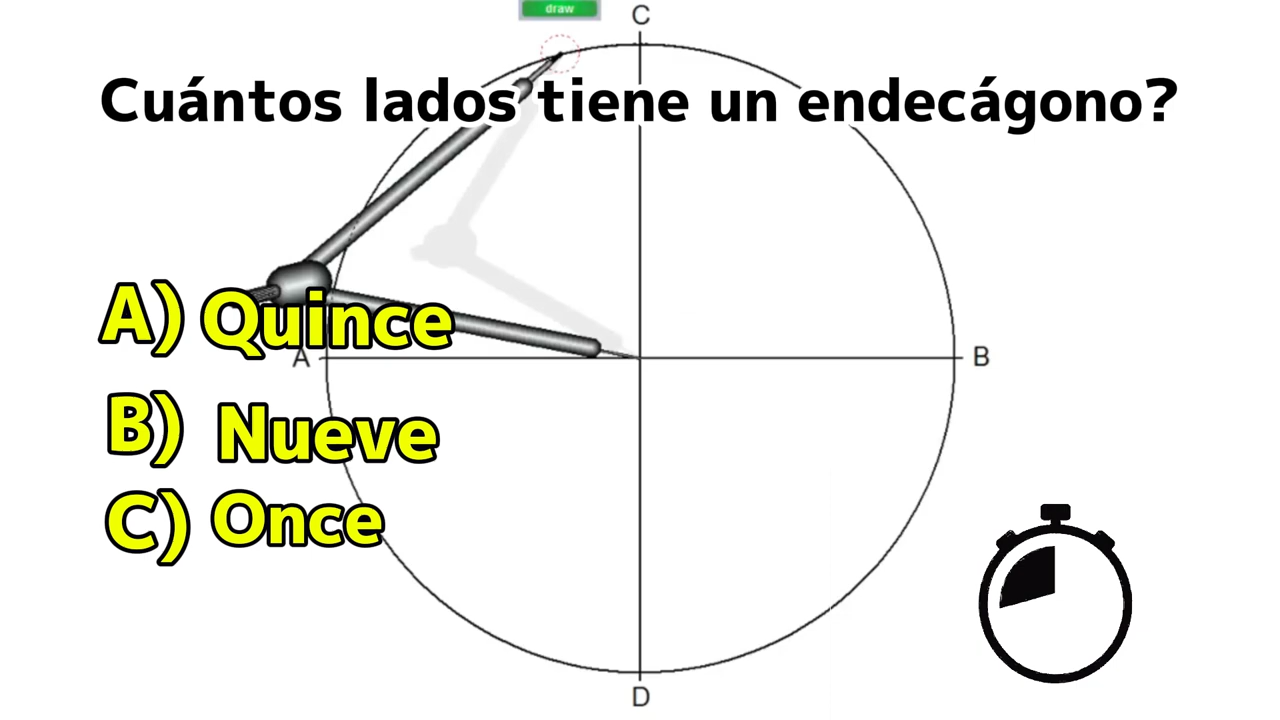 draw
C
Cuántos lados tiene un endecágono?
A) Quince
A
B
B) Nueve
C) Once
D